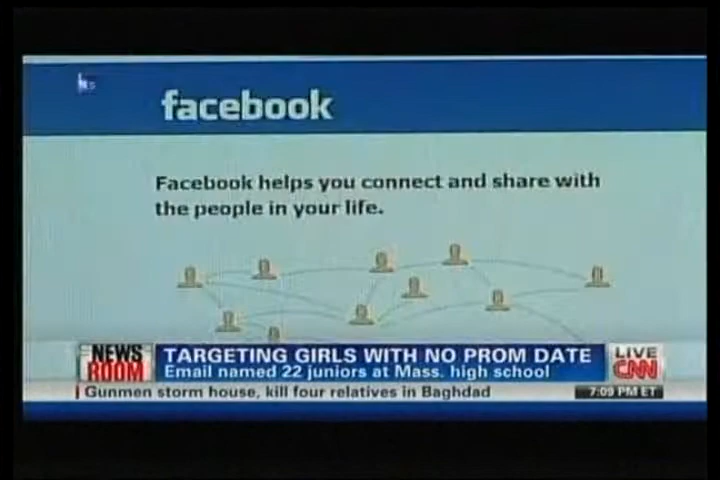 facebook
Facebook helps you connect and share with
the people in your life.
NEWS
ROOM
TARGETING GIRLS WITH NO PROM DATE
Email named 22 juniors at Mass. high school
LIVE
CNN
Gunmen storm house, kill four relatives in Baghdad
7:09 PM ET